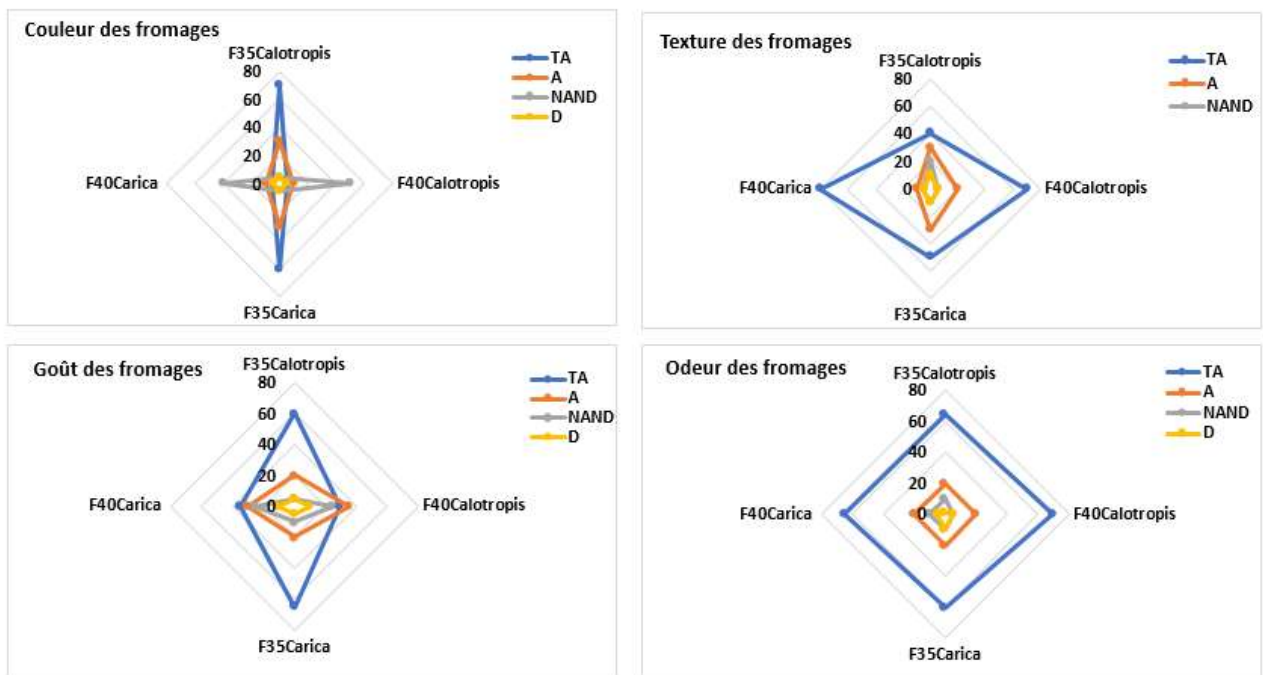 Couleur des fromages
F35Calotropis
TA
A
NAND
D
80
60
40
20
0
F40Carica
F40Calotropis
F35Carica
Texture des fromages
F35Calotropis
TA
A
NAND
80
60
40
20
0
F40Carica
F40Calotropis
F35Carica
Goût des fromages
F35Calotropis
TA
A
NAND
D
80
60
40
20
0
F40Carica
F40Calotropis
F35Carica
Odeur des fromages
F35Calotropis
TA
A
NAND
D
80
60
40
20
0
F40Carica
F40Calotropis
F35Carica